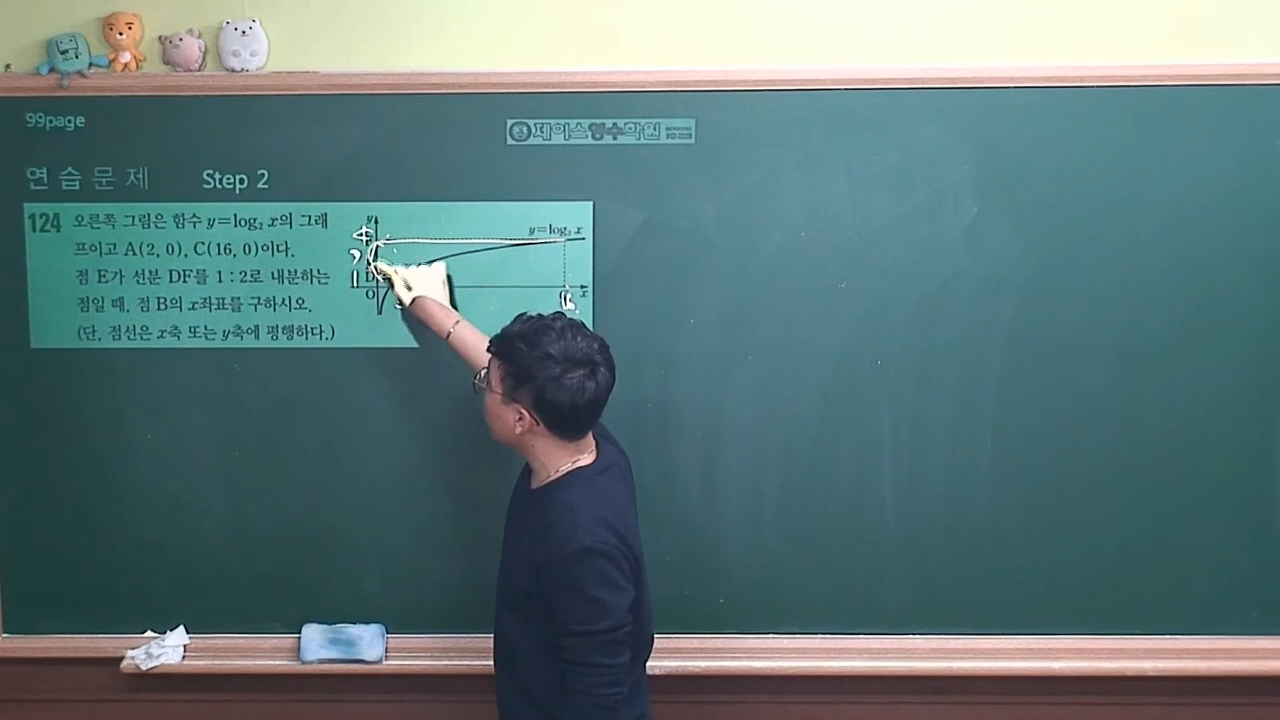 99page
제이스영수학원
연습문제 Step 2
124 오른쪽 그림은 함수 y=log₂ x의 그래
프이고 A(2, 0), C(16, 0)이다.
점 E가 선분 DF를 1 : 2로 내분하는
점일 때, 점 B의 x좌표를 구하시오.
(단, 점선은 x축 또는 y축에 평행하다.)
y
y=log₂ x
4
1
D
O
x